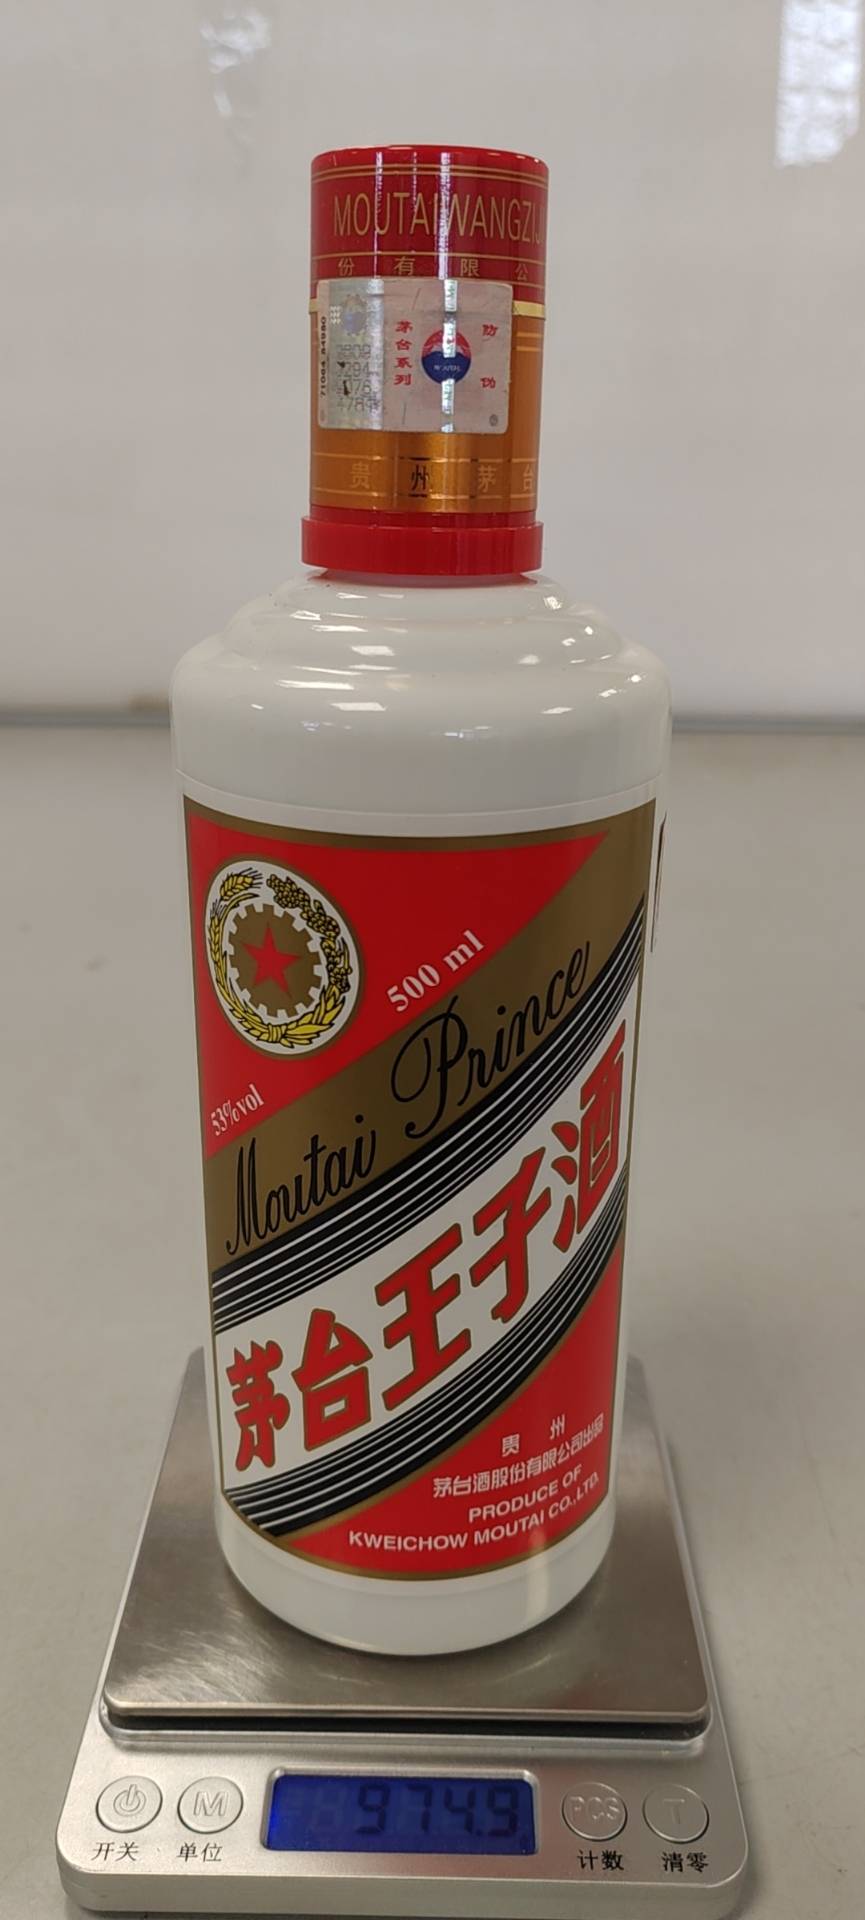 MOUTAIWANGZIJ
份有限公
71084 84980
茅台系列
防伪
贵州茅台
500 ml
53%vol
Moutai Prince
茅台王子酒
贵州
茅台酒股份有限公司出品
PRODUCE OF
KWEICHOW MOUTAI CO.,LTD.
974.9
M
PCS
T
开关
单位
计数
清零